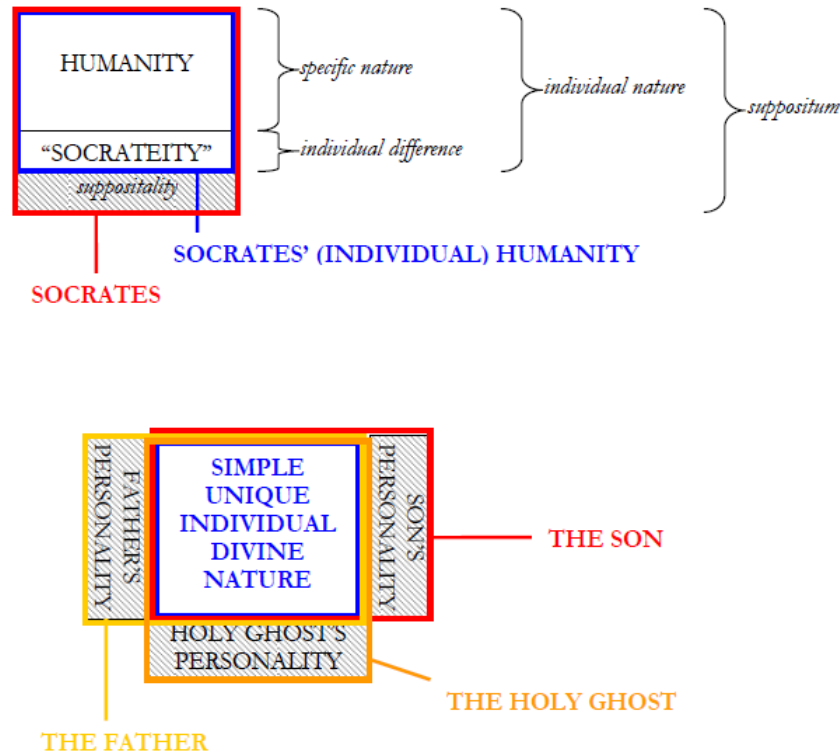 HUMANITY
specific nature
individual nature
suppositum
“SOCRATEITY”
individual difference
suppositality
SOCRATES’ (INDIVIDUAL) HUMANITY
SOCRATES
FATHER’S
PERSONALITY
SIMPLE
UNIQUE
INDIVIDUAL
DIVINE
NATURE
SON’S
PERSONALITY
THE SON
HOLY GHOST’S
PERSONALITY
THE HOLY GHOST
THE FATHER